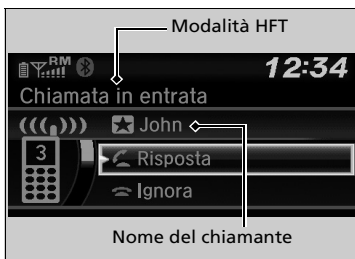 Modalità HFT
RM
12:34
Chiamata in entrata
John
3
Risposta
Ignora
Nome del chiamante